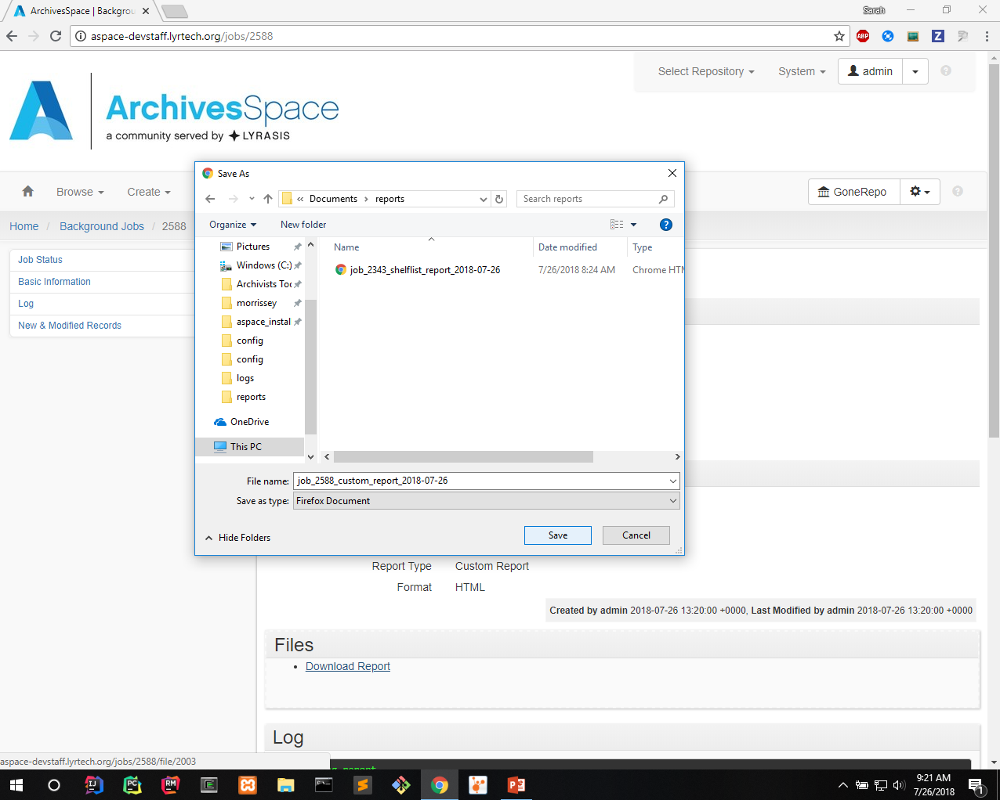 ArchivesSpace | Backgrou
Sarah
aspace-devstaff.lyrtech.org/jobs/2588
ABP
Z
Select Repository
System
admin
ArchivesSpace
a community served by LYRASIS
Browse
Create
GoneRepo
Home / Background Jobs / 2588
Job Status
Basic Information
Log
New & Modified Records
Save As
« Documents > reports
Search reports
Organize
New folder
Name
Date modified
Type
Pictures
Windows (C:)
Archivists Toc
morrissey
aspace_instal
config
config
logs
reports
OneDrive
This PC
job_2343_shelflist_report_2018-07-26
7/26/2018 8:24 AM
Chrome HTM
File name: job_2588_custom_report_2018-07-26
Save as type: Firefox Document
Hide Folders
Save
Cancel
Report Type Custom Report
Format HTML
Created by admin 2018-07-26 13:20:00 +0000, Last Modified by admin 2018-07-26 13:20:00 +0000
Files
• Download Report
Log
aspace-devstaff.lyrtech.org/jobs/2588/file/2003
9:21 AM
7/26/2018
1